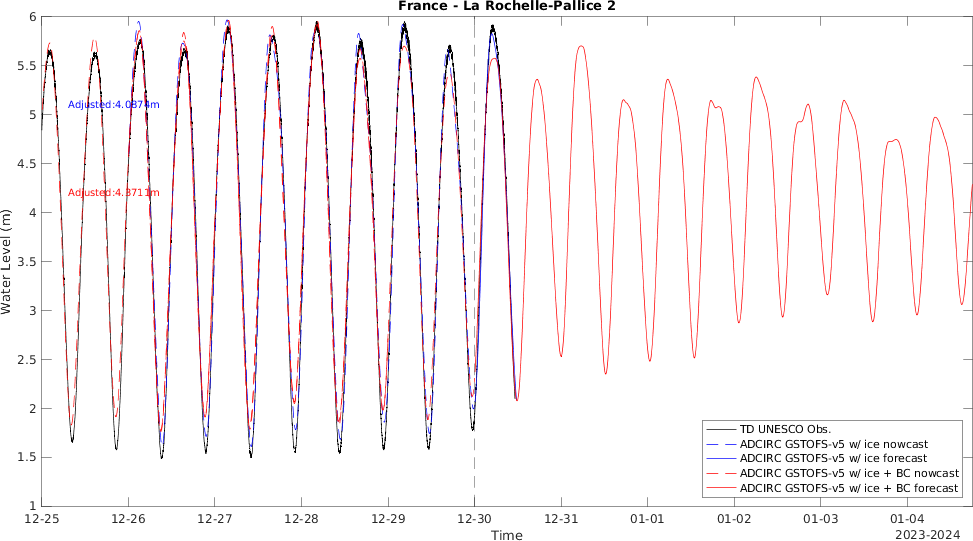 France - La Rochelle-Pallice 2
6
5.5
5
4.5
4
3.5
3
2.5
2
1.5
1
Water Level (m)
Adjusted:4.0874m
Adjusted:4.3711m
TD UNESCO Obs.
ADCIRC GSTOFS-v5 w/ ice nowcast
ADCIRC GSTOFS-v5 w/ ice forecast
ADCIRC GSTOFS-v5 w/ ice + BC nowcast
ADCIRC GSTOFS-v5 w/ ice + BC forecast
12-25 12-26 12-27 12-28 12-29 12-30 12-31 01-01 01-02 01-03 01-04
Time
2023-2024